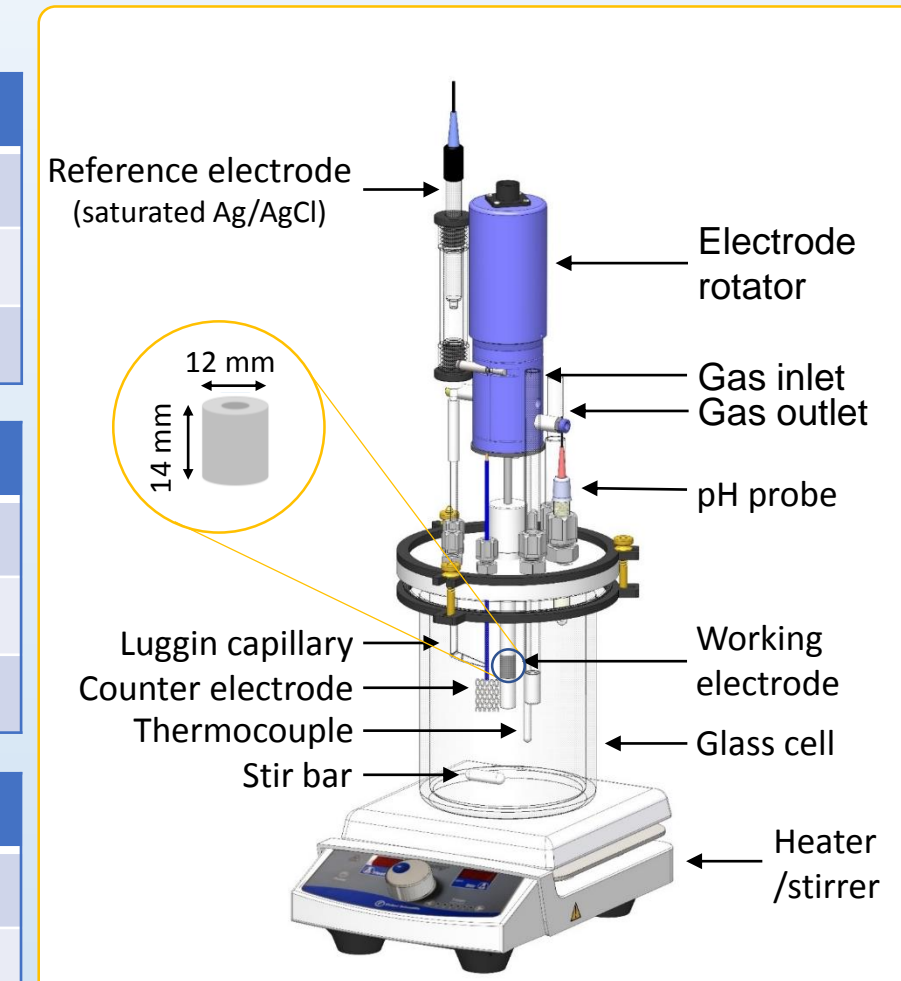 Reference electrode
(saturated Ag/AgCl)
Electrode
rotator
12 mm
14 mm
Gas inlet
Gas outlet
pH probe
Luggin capillary
Counter electrode
Thermocouple
Stir bar
Working
electrode
Glass cell
Heater
/stirrer